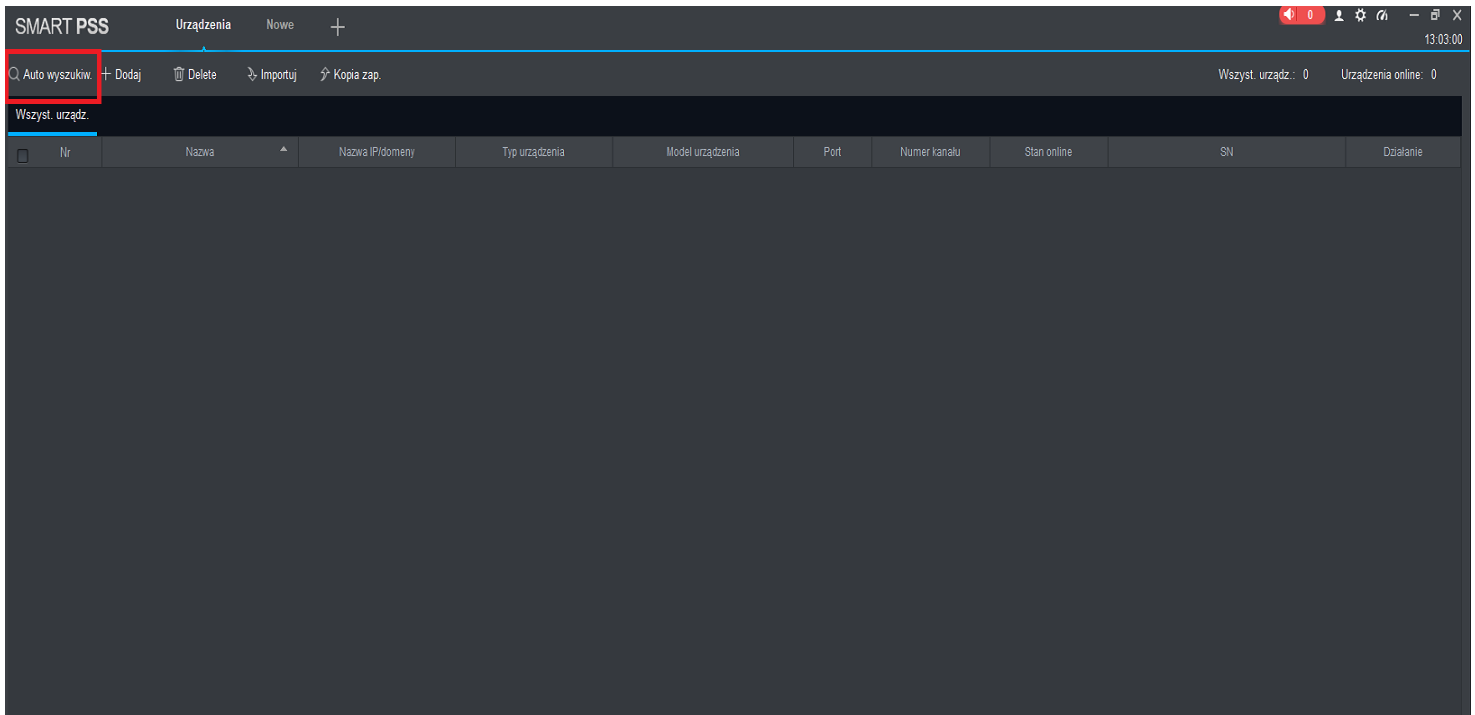 SMART PSS Urządzenia Nowe 0
13:03:00
Auto wyszukiw. Dodaj Delete Importuj Kopia zap. Wszyst. urządz.: 0 Urządzenia online: 0
Wszyst. urządz.
Nr Nazwa Nazwa IP/domeny Typ urządzenia Model urządzenia Port Numer kanału Stan online SN Działanie